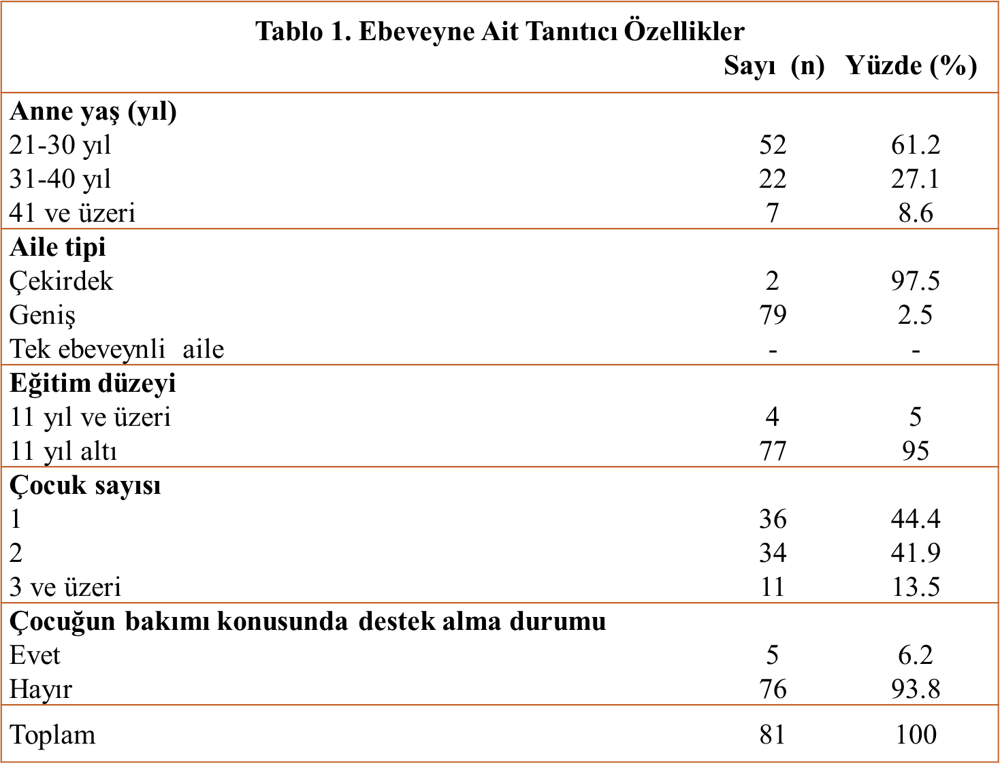 Tablo 1. Ebeveyne Ait Tanıtıcı Özellikler
Sayı (n) Yüzde (%)
Anne yaş (yıl)
21-30 yıl 52 61.2
31-40 yıl 22 27.1
41 ve üzeri 7 8.6
Aile tipi
Çekirdek 2 97.5
Geniş 79 2.5
Tek ebeveynli aile - -
Eğitim düzeyi
11 yıl ve üzeri 4 5
11 yıl altı 77 95
Çocuk sayısı
1 36 44.4
2 34 41.9
3 ve üzeri 11 13.5
Çocuğun bakımı konusunda destek alma durumu
Evet 5 6.2
Hayır 76 93.8
Toplam 81 100